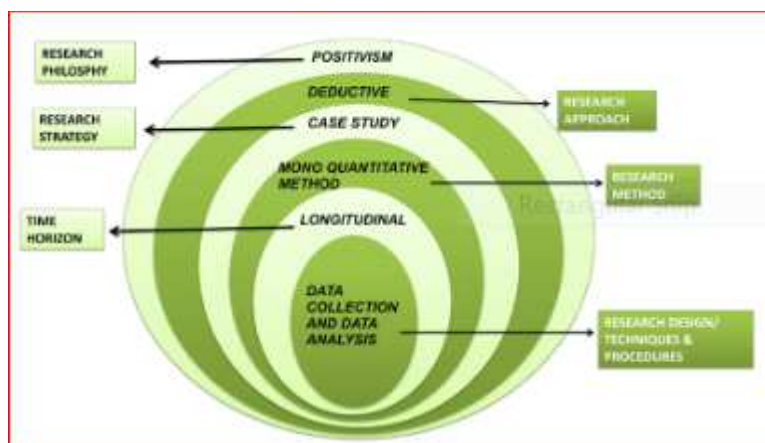 RESEARCH
PHILOSPHY
POSITIVISM
DEDUCTIVE
RESEARCH
APPROACH
RESEARCH
STRATEGY
CASE STUDY
MONO QUANTITATIVE
METHOD
RESEARCH
METHOD
TIME
HORIZON
LONGITUDINAL
DATA
COLLECTION
AND DATA
ANALYSIS
RESEARCH DESIGN/
TECHNIQUES &
PROCEDURES